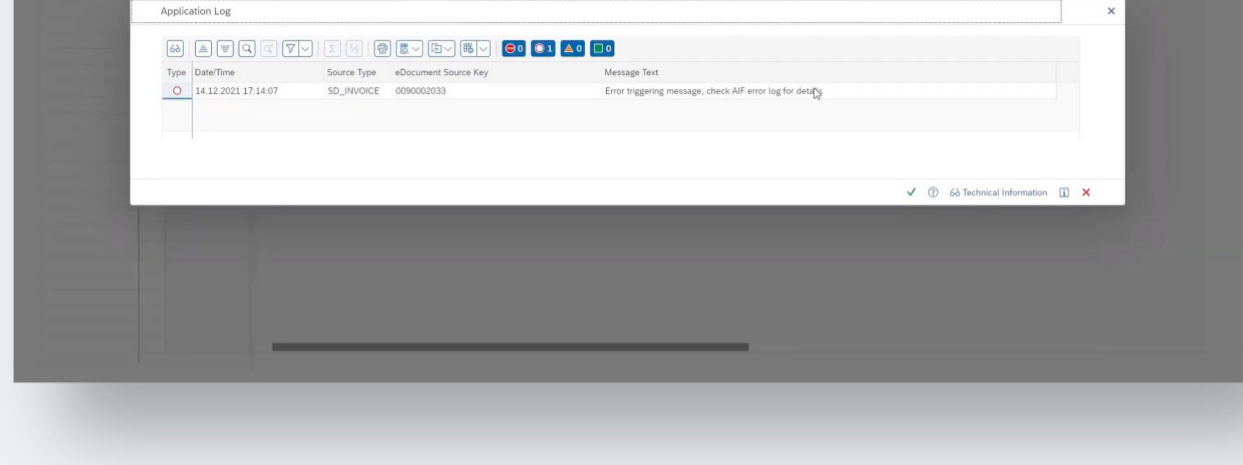 Application Log
0 1 0 0
Type Date/Time Source Type eDocument Source Key Message Text
14.12.2021 17:14:07 SD_INVOICE 0090002033 Error triggering message, check AIF error log for details
Technical Information